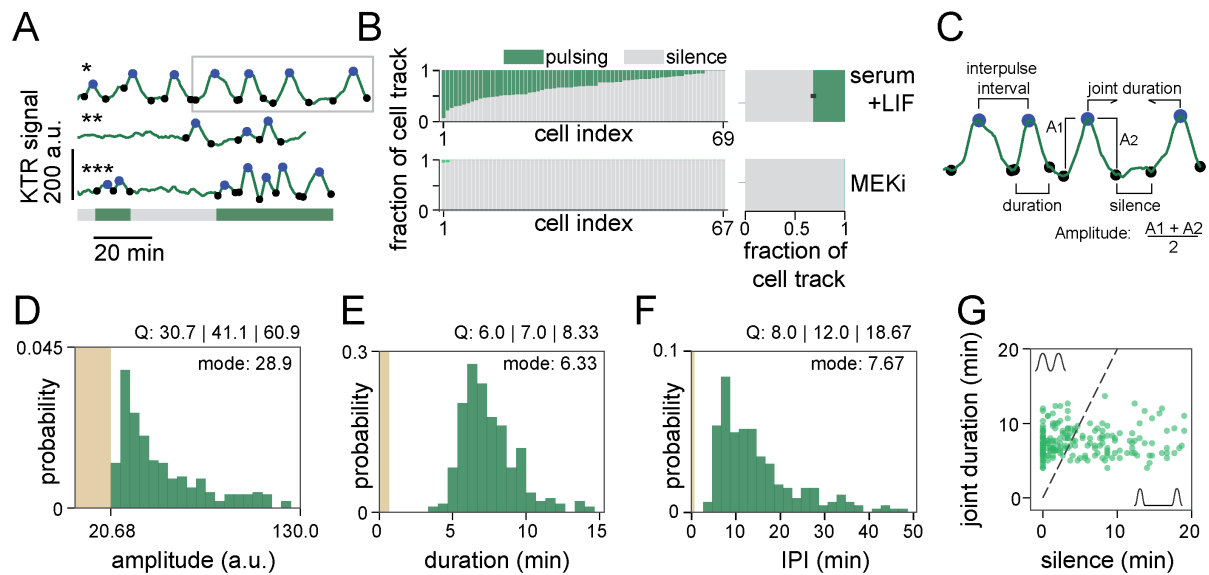 A
*
**
***
KTR signal
200 a.u.
20 min
B
pulsing
silence
fraction of cell track
1
0
1
cell index
69
serum
+LIF
1
0
1
cell index
67
MEKi
0
0.5
1
fraction of
cell track
C
interpulse
interval
joint duration
A1
A2
duration
silence
Amplitude: A1 + A2
2
D
Q: 30.7 | 41.1 | 60.9
mode: 28.9
0.045
probability
0
20.68
130.0
amplitude (a.u.)
E
Q: 6.0 | 7.0 | 8.33
mode: 6.33
0.3
probability
0
0
5
10
15
duration (min)
F
Q: 8.0 | 12.0 | 18.67
mode: 7.67
0.1
probability
0
0
10
20
30
40
50
IPI (min)
G
joint duration (min)
20
10
0
0
10
20
silence (min)